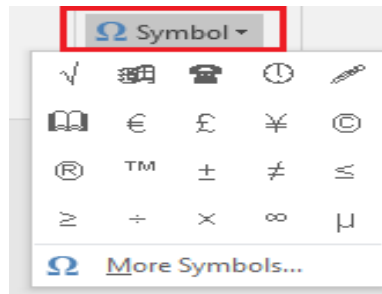 Ω Symbol
√ ☎
€ £ ¥ ©
® ™ ± ≠ ≤
≥ ÷ × ∞ µ
Ω More Symbols...